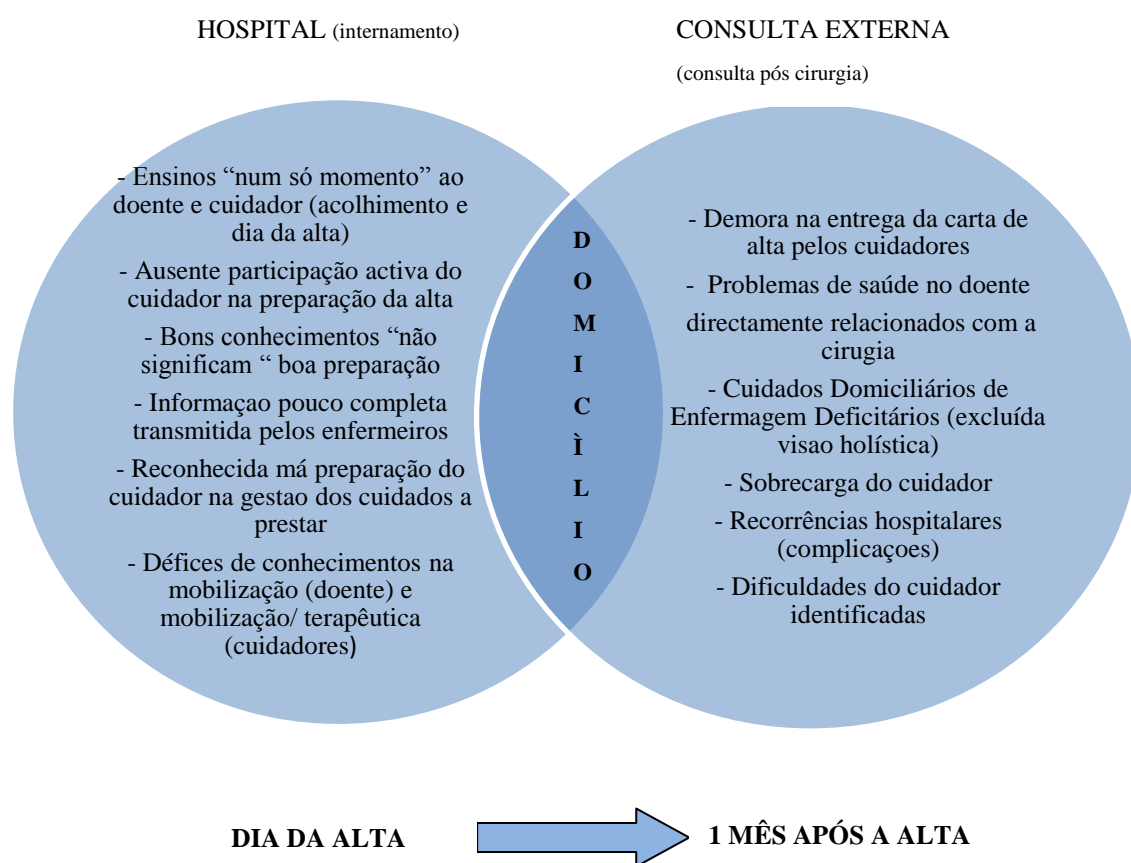 HOSPITAL (internamento)
CONSULTA EXTERNA
(consulta pós cirurgia)
- Ensinos “num só momento” ao
doente e cuidador (acolhimento e
dia da alta)
- Ausente participação activa do
cuidador na preparação da alta
- Bons conhecimentos “não
significam “ boa preparação
- Informaçao pouco completa
transmitida pelos enfermeiros
- Reconhecida má preparação do
cuidador na gestao dos cuidados a
prestar
- Défices de conhecimentos na
mobilização (doente) e
mobilização/ terapêutica
(cuidadores)
D
O
M
I
C
Ì
L
I
O
- Demora na entrega da carta de
alta pelos cuidadores
- Problemas de saúde no doente
directamente relacionados com a
cirugia
- Cuidados Domiciliários de
Enfermagem Deficitários (excluída
visao holística)
- Sobrecarga do cuidador
- Recorrências hospitalares
(complicaçoes)
- Dificuldades do cuidador
identificadas
DIA DA ALTA
1 MÊS APÓS A ALTA